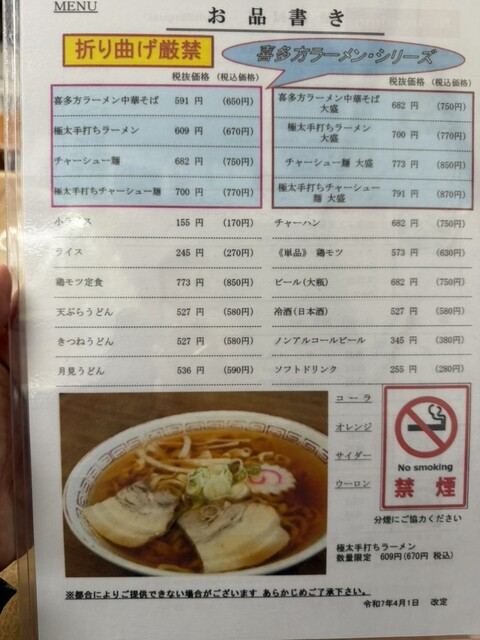 MENU
お品書き
折り曲げ厳禁
喜多方ラーメン・シリーズ
税抜価格 (税込価格)
喜多方ラーメン中華そば 591 円 (650円)
極太手打ちラーメン 609 円 (670円)
チャーシュー麺 682 円 (750円)
極太手打ちチャーシュー麺 700 円 (770円)
小ライス 155 円 (170円)
ライス 245 円 (270円)
鶏モツ定食 773 円 (850円)
天ぷらうどん 527 円 (580円)
きつねうどん 527 円 (580円)
月見うどん 536 円 (590円)
税抜価格 (税込価格)
喜多方ラーメン中華そば
大盛 682 円 (750円)
極太手打ちラーメン
大盛 700 円 (770円)
チャーシュー麺 大盛 773 円 (850円)
極太手打ちチャーシュー
麺 大盛 791 円 (870円)
チャーハン 682 円 (750円)
《単品》 鶏モツ 573 円 (630円)
ビール(大瓶) 682 円 (750円)
冷酒(日本酒) 527 円 (580円)
ノンアルコールビール 345 円 (380円)
ソフトドリンク 255 円 (280円)
コーラ
オレンジ
サイダー
ウーロン
No smoking
禁煙
分煙にご協力ください
極太手打ちラーメン
数量限定 609円(670円 税込)
※都合によりご提供できない場合がございます あらかじめご了承下さい。
令和7年4月1日 改定